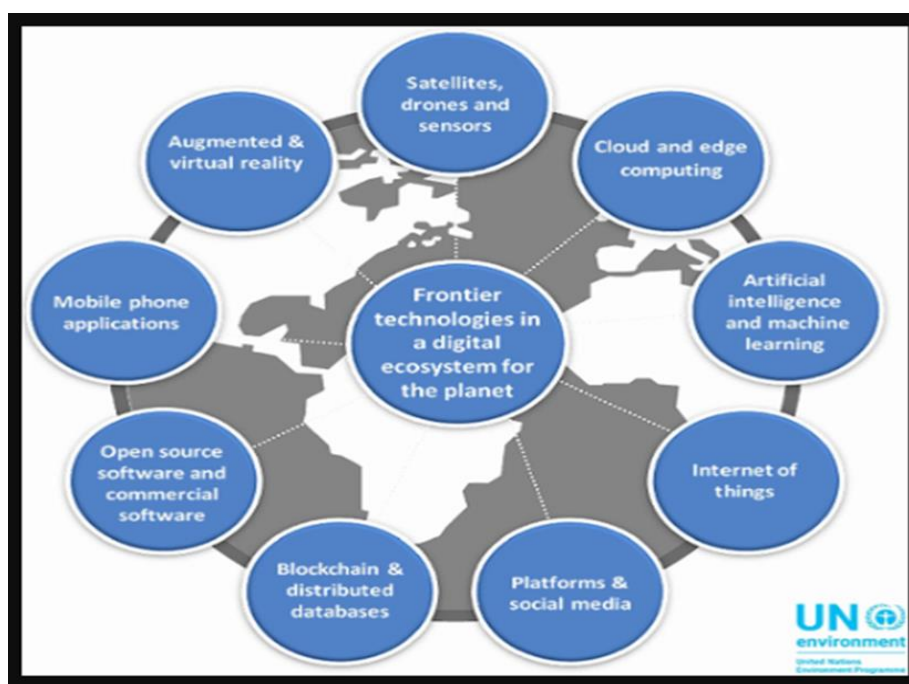 Satellites,
drones and
sensors
Cloud and edge
computing
Artificial
intelligence
and machine
learning
Internet of
things
Platforms &
social media
Blockchain &
distributed
databases
Open source
software and
commercial
software
Mobile phone
applications
Augmented &
virtual reality
Frontier
technologies in
a digital
ecosystem for
the planet
UN
environment
United Nations
Environment Programme